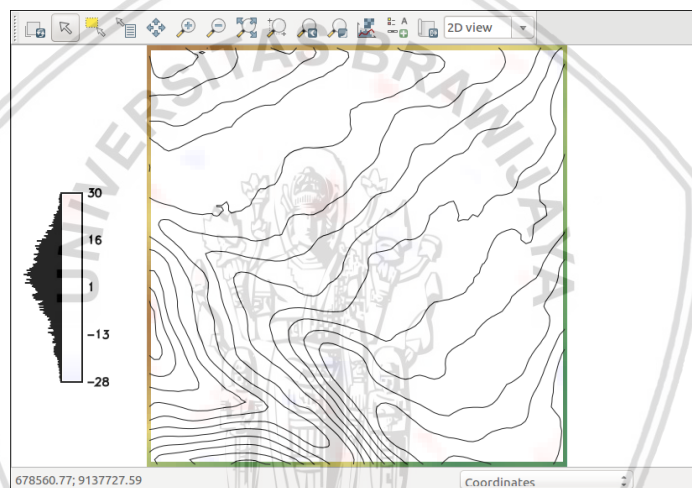 2D view
UNIVERSITAS BRAWIJAYA
30
16
1
-13
-28
678560.77; 9137727.59
Coordinates